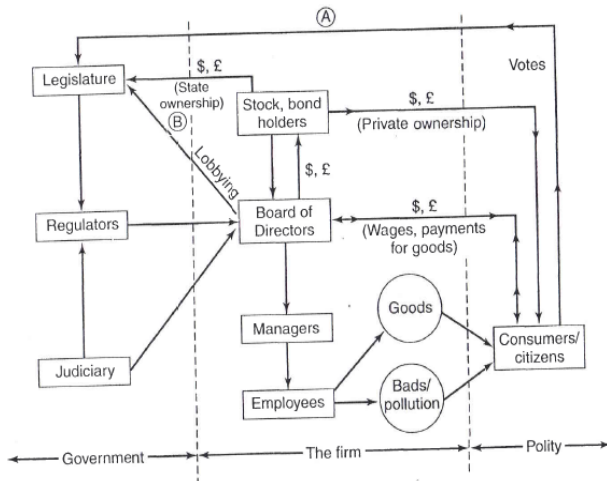 A
Votes
Legislature
$, £
(State
ownership)
B
Stock, bond
holders
$, £
(Private ownership)
Lobbying
$, £
Regulators
Board of
Directors
$, £
(Wages, payments
for goods)
Goods
Managers
Consumers/
citizens
Judiciary
Employees
Bads/
pollution
Government
The firm
Polity